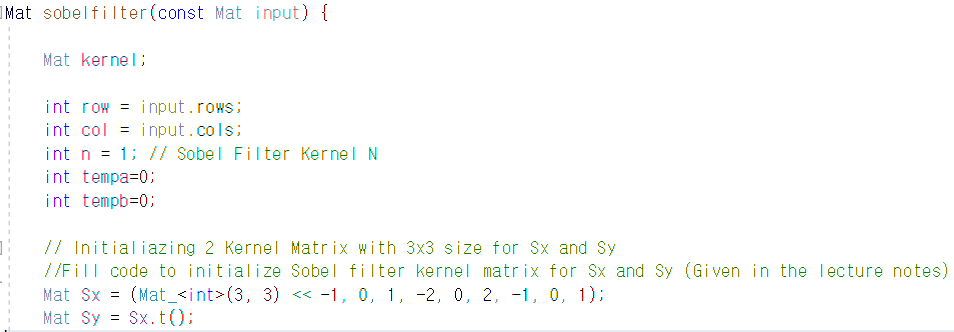 Mat sobelfilter(const Mat input) {
Mat kernel;
int row = input.rows;
int col = input.cols;
int n = 1; // Sobel Filter Kernel N
int tempa=0;
int tempb=0;
// Initialiazing 2 Kernel Matrix with 3x3 size for Sx and Sy
//Fill code to initialize Sobel filter kernel matrix for Sx and Sy (Given in the lecture notes)
Mat Sx = (Mat_<int>(3, 3) << -1, 0, 1, -2, 0, 2, -1, 0, 1);
Mat Sy = Sx.t();